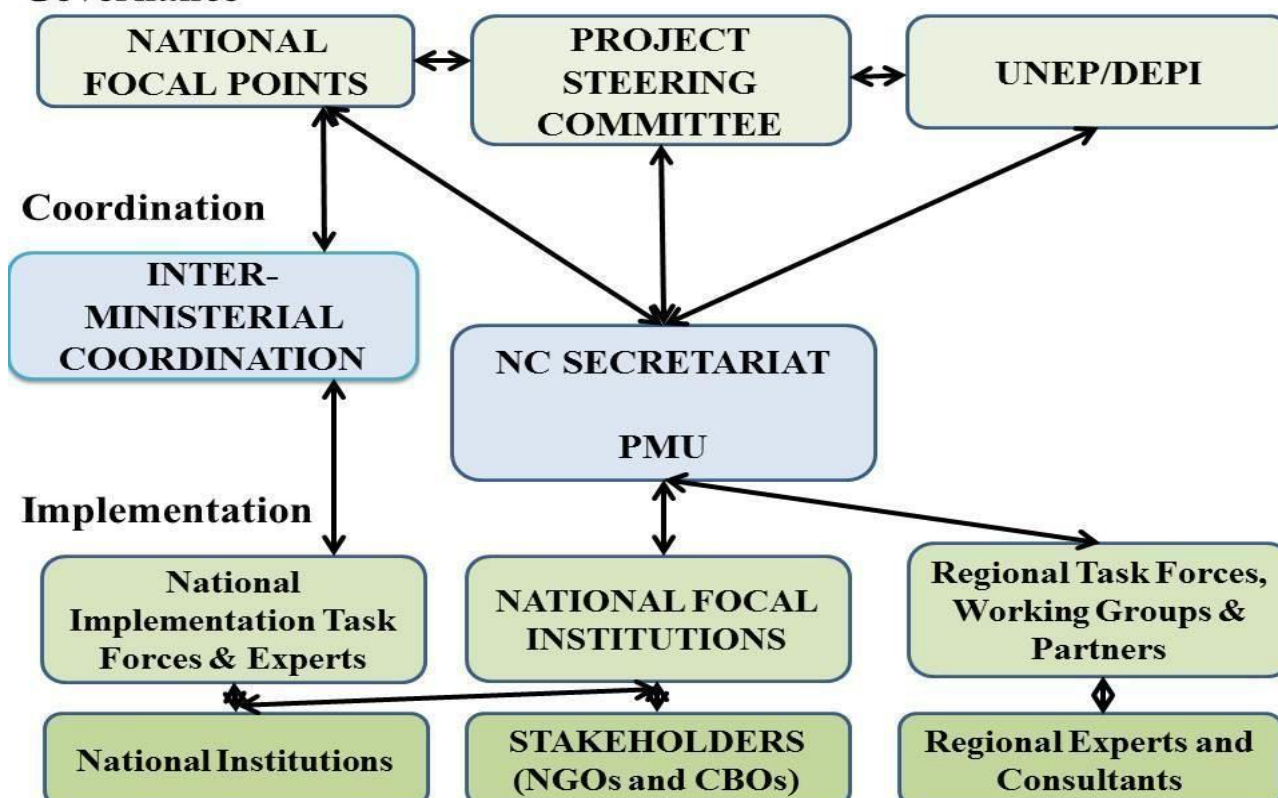 NATIONAL
FOCAL POINTS
PROJECT
STEERING
COMMITTEE
UNEP/DEPI
Coordination
INTER-
MINISTERIAL
COORDINATION
NC SECRETARIAT
PMU
Implementation
National
Implementation Task
Forces & Experts
NATIONAL FOCAL
INSTITUTIONS
Regional Task Forces,
Working Groups &
Partners
National Institutions
STAKEHOLDERS
(NGOs and CBOs)
Regional Experts and
Consultants